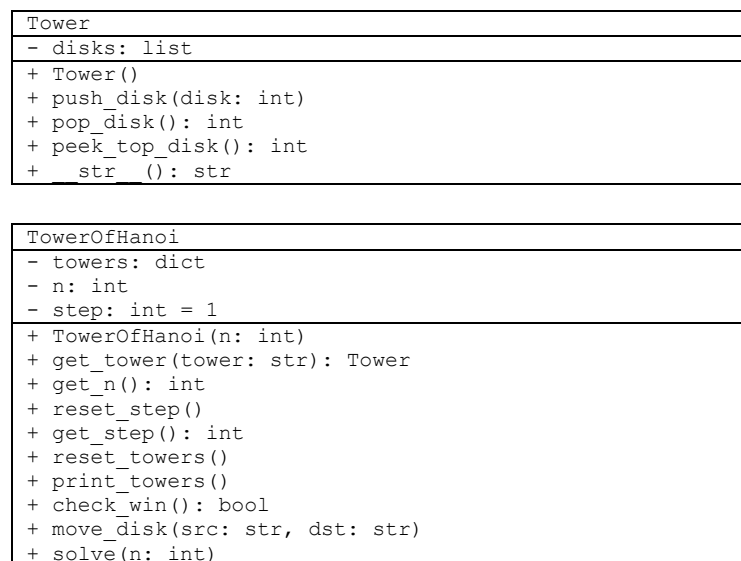 Tower
- disks: list
+ Tower()
+ push_disk(disk: int)
+ pop_disk(): int
+ peek_top_disk(): int
+ __str__(): str
TowerOfHanoi
- towers: dict
- n: int
- step: int = 1
+ TowerOfHanoi(n: int)
+ get_tower(tower: str): Tower
+ get_n(): int
+ reset_step()
+ get_step(): int
+ reset_towers()
+ print_towers()
+ check_win(): bool
+ move_disk(src: str, dst: str)
+ solve(n: int)